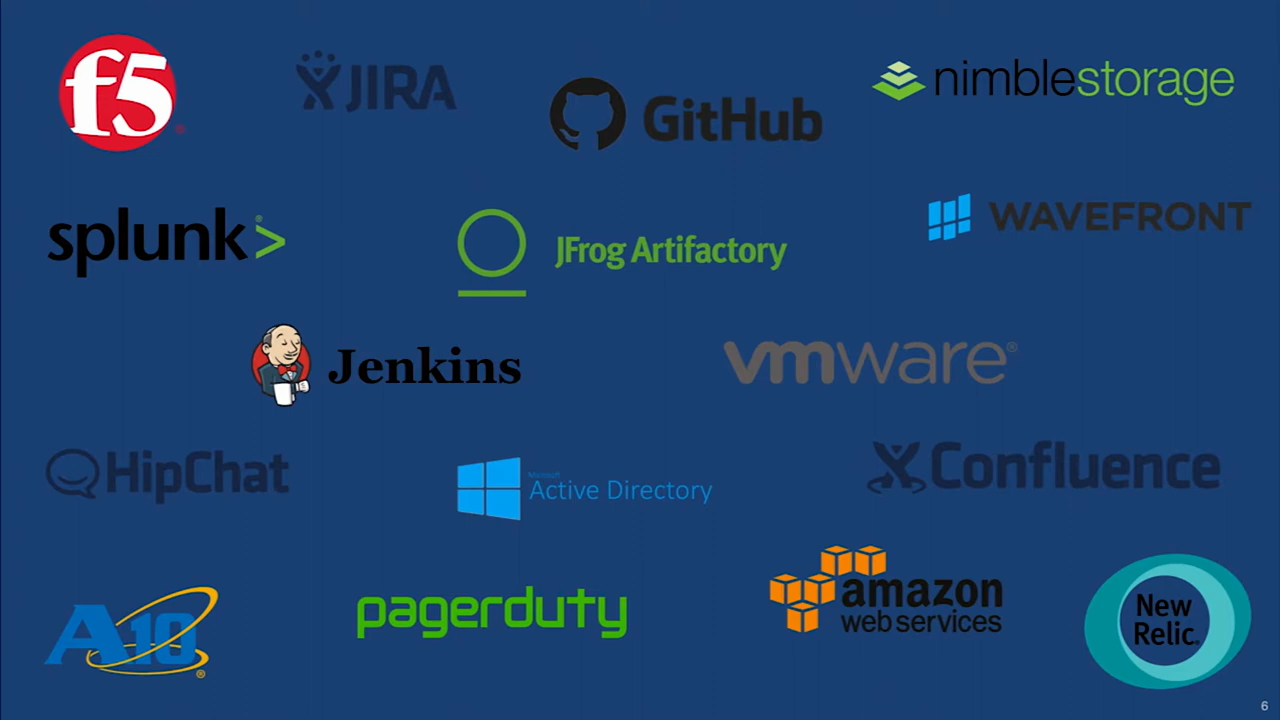 f5
JIRA
GitHub
nimblestorage
splunk>
JFrog Artifactory
WAVEFRONT
Jenkins
vmware
HipChat
Microsoft
Active Directory
Confluence
A10
pagerduty
amazon
web services
New
Relic
6